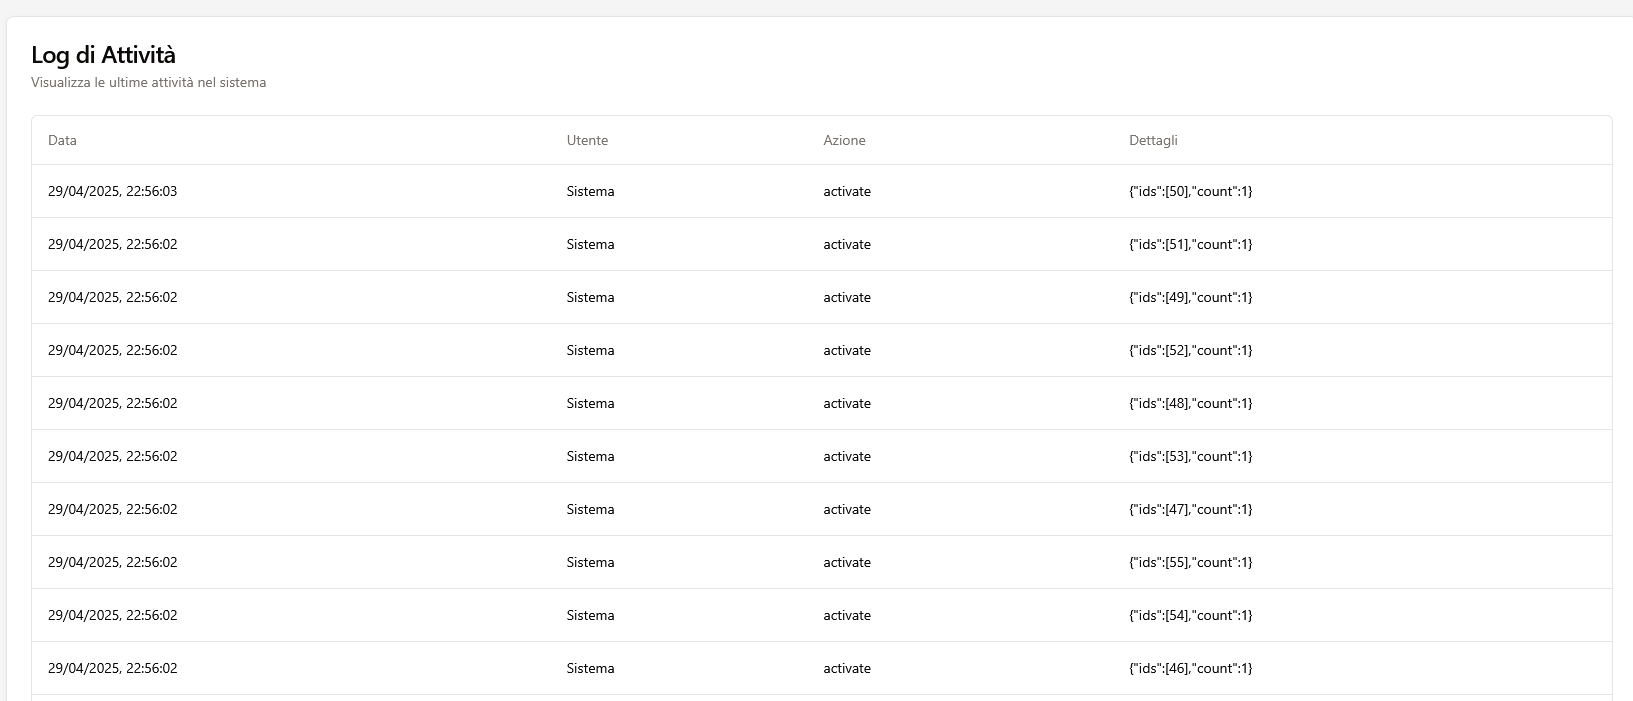 Log di Attività
Visualizza le ultime attività nel sistema
Data Utente Azione Dettagli
29/04/2025, 22:56:03 Sistema activate {"ids":[50],"count":1}
29/04/2025, 22:56:02 Sistema activate {"ids":[51],"count":1}
29/04/2025, 22:56:02 Sistema activate {"ids":[49],"count":1}
29/04/2025, 22:56:02 Sistema activate {"ids":[52],"count":1}
29/04/2025, 22:56:02 Sistema activate {"ids":[48],"count":1}
29/04/2025, 22:56:02 Sistema activate {"ids":[53],"count":1}
29/04/2025, 22:56:02 Sistema activate {"ids":[47],"count":1}
29/04/2025, 22:56:02 Sistema activate {"ids":[55],"count":1}
29/04/2025, 22:56:02 Sistema activate {"ids":[54],"count":1}
29/04/2025, 22:56:02 Sistema activate {"ids":[46],"count":1}